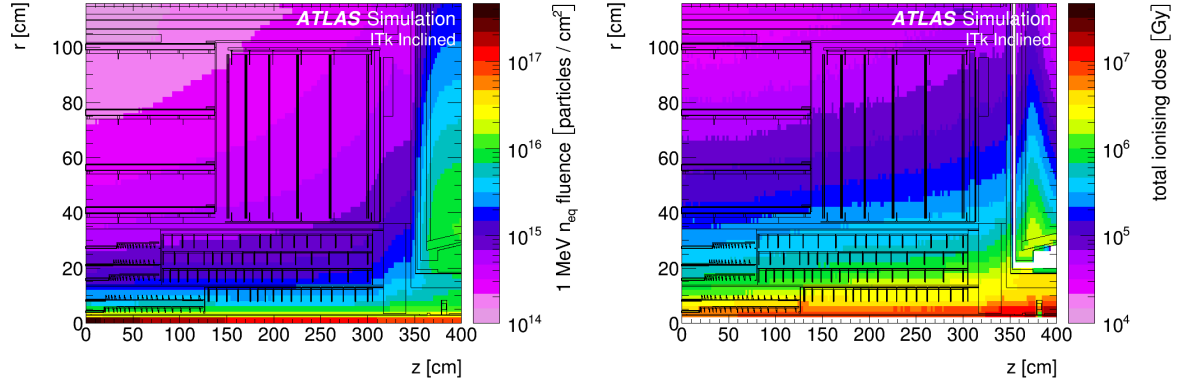 r [cm]
ATLAS Simulation
ITk Inclined
100
80
60
40
20
0
0 50 100 150 200 250 300 350 400
z [cm]
10^17
10^16
10^15
10^14
1 MeV n_eq fluence [particles / cm²]
r [cm]
ATLAS Simulation
ITk Inclined
100
80
60
40
20
0
0 50 100 150 200 250 300 350 400
z [cm]
10^7
10^6
10^5
10^4
total ionising dose [Gy]